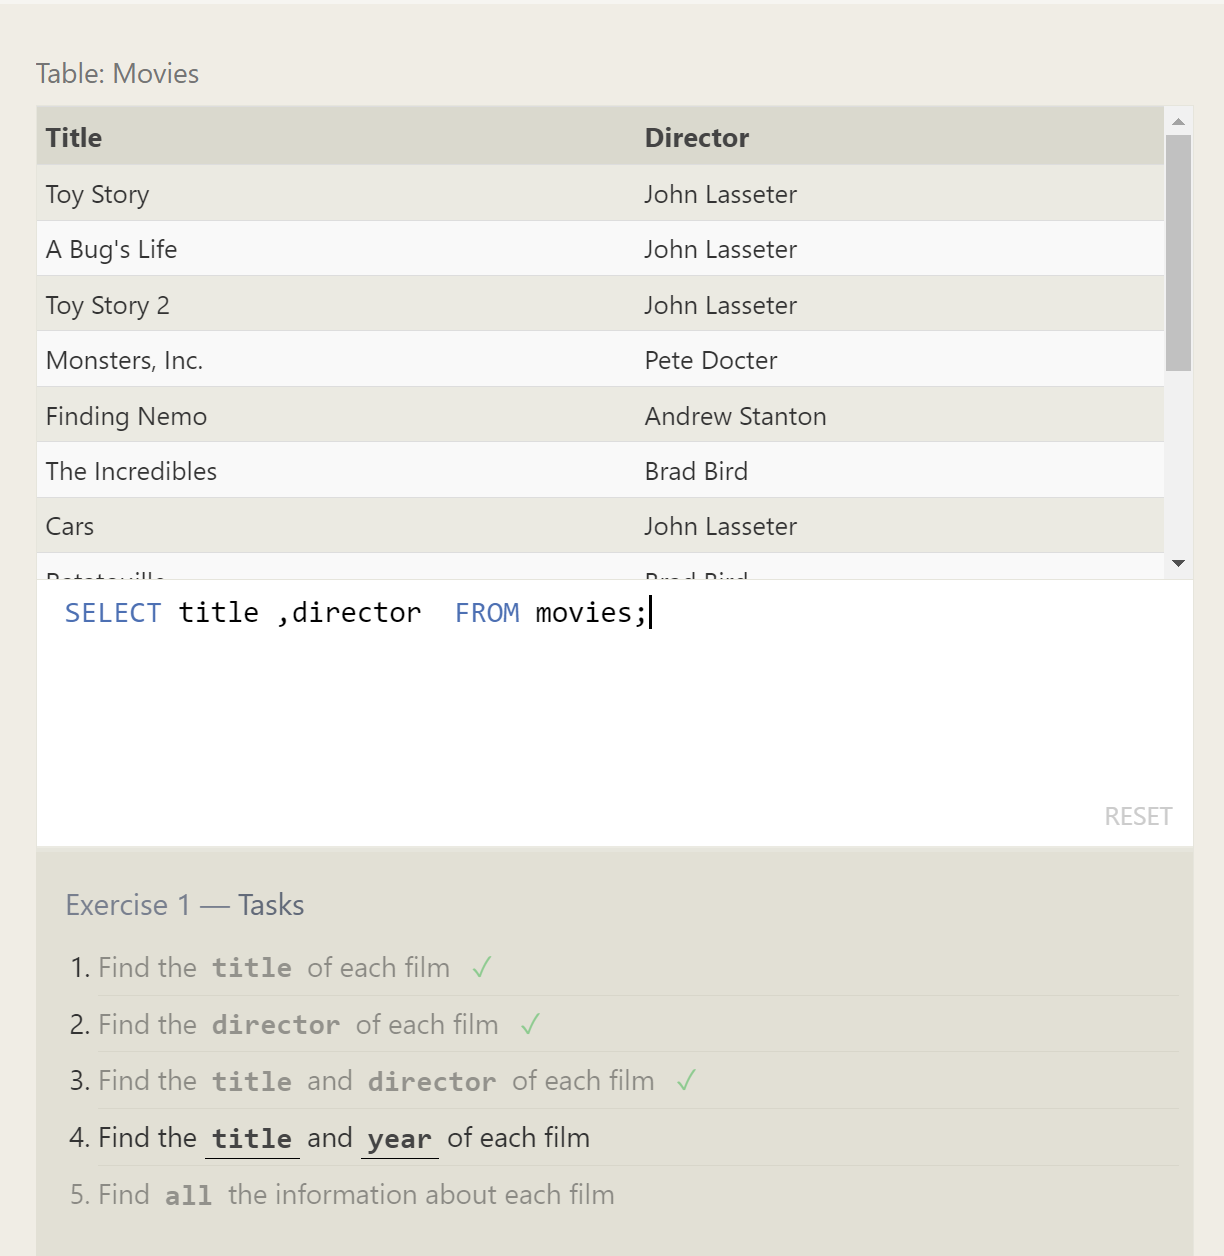 Table: Movies
Title Director
Toy Story John Lasseter
A Bug's Life John Lasseter
Toy Story 2 John Lasseter
Monsters, Inc. Pete Docter
Finding Nemo Andrew Stanton
The Incredibles Brad Bird
Cars John Lasseter
Ratatouille Brad Bird
SELECT title ,director  FROM movies;
RESET
Exercise 1 — Tasks
1. Find the title of each film ✓
2. Find the director of each film ✓
3. Find the title and director of each film ✓
4. Find the title and year of each film
5. Find all the information about each film